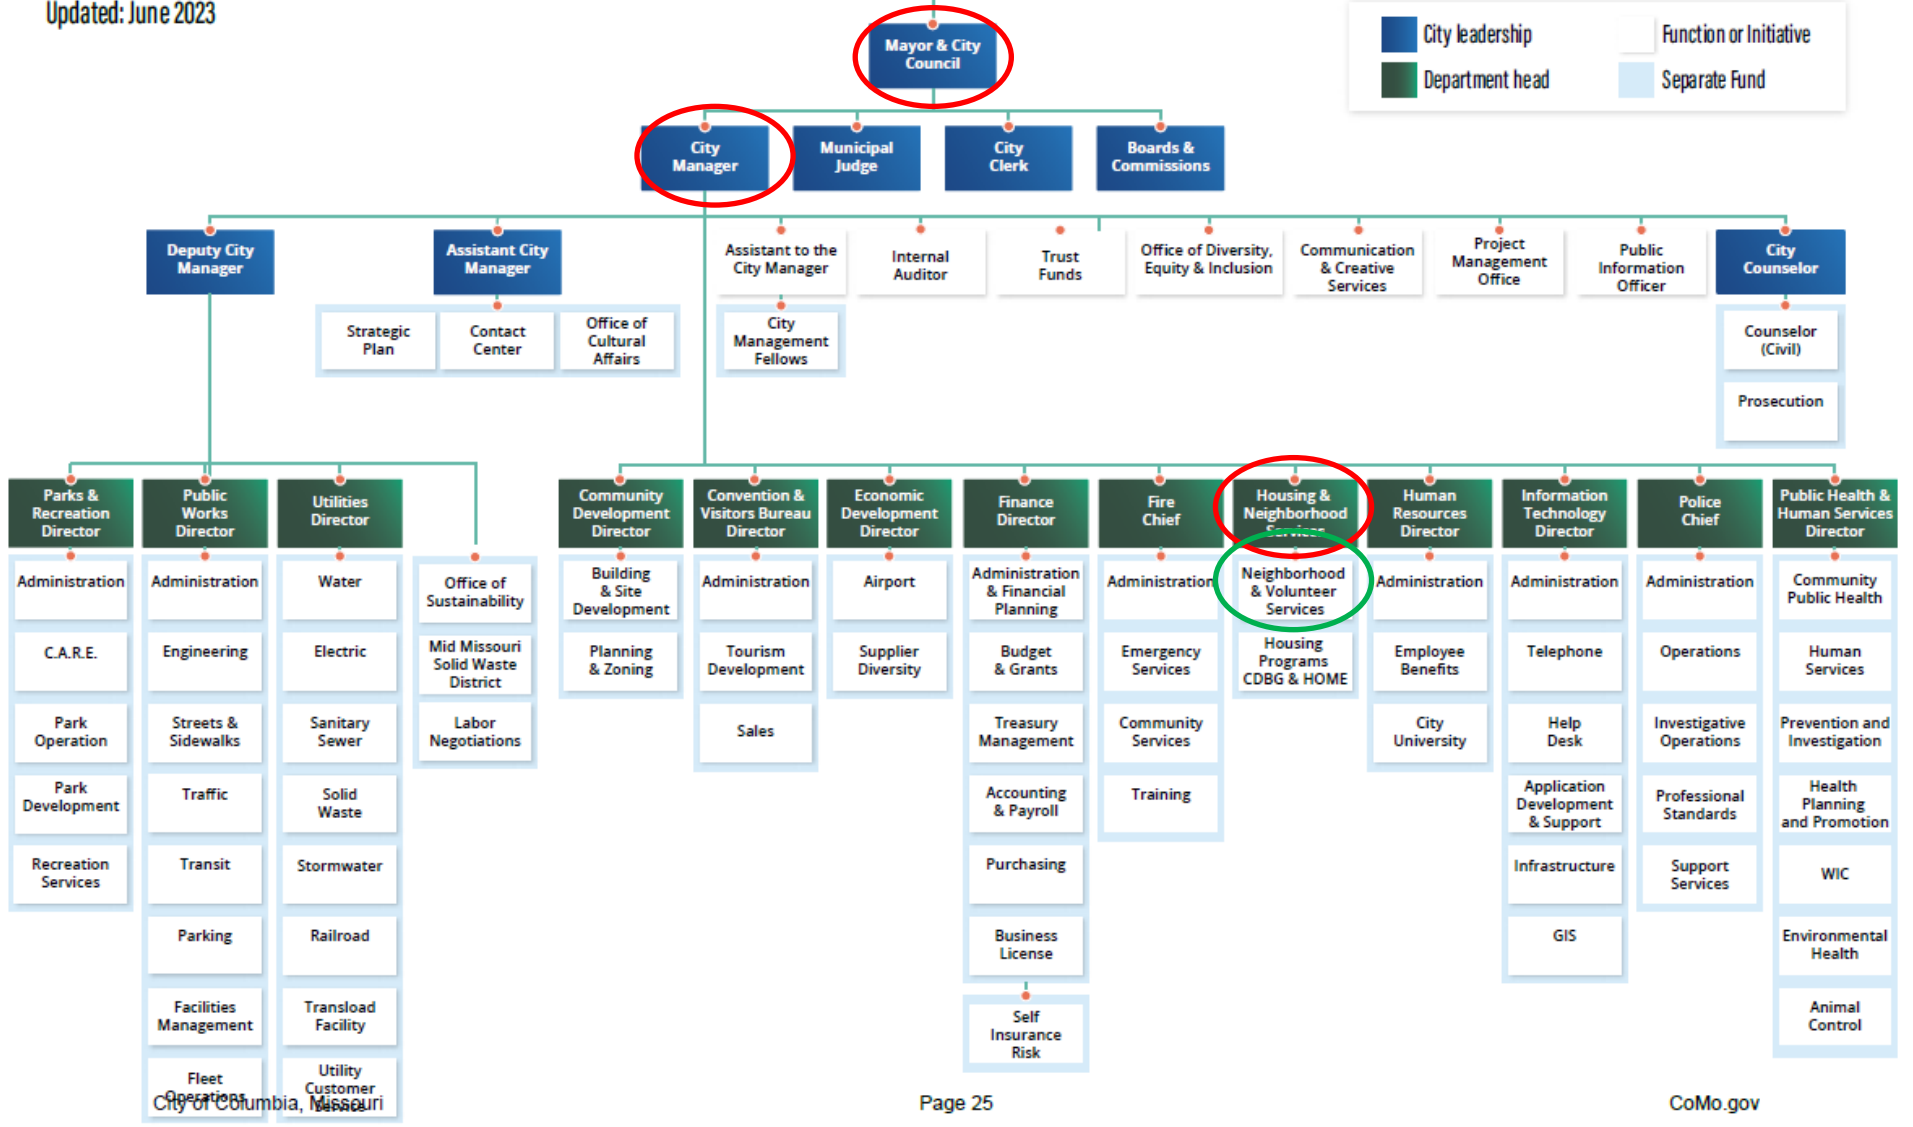 Updated: June 2023
City leadership
Function or Initiative
Department head
Separate Fund
Mayor & City
Council
City
Manager
Municipal
Judge
City
Clerk
Boards &
Commissions
Deputy City
Manager
Assistant City
Manager
Assistant to the
City Manager
Internal
Auditor
Trust
Funds
Office of Diversity,
Equity & Inclusion
Communication
& Creative
Services
Project
Management
Office
Public
Information
Officer
City
Counselor
Strategic
Plan
Contact
Center
Office of
Cultural
Affairs
City
Management
Fellows
Counselor
(Civil)
Prosecution
Parks &
Recreation
Director
Administration
C.A.R.E.
Park
Operation
Park
Development
Recreation
Services
Public
Works
Director
Administration
Engineering
Streets &
Sidewalks
Traffic
Transit
Parking
Facilities
Management
Fleet
Operations
Utilities
Director
Water
Electric
Sanitary
Sewer
Solid
Waste
Stormwater
Railroad
Transload
Facility
Utility
Customer
Service
Office of
Sustainability
Mid Missouri
Solid Waste
District
Labor
Negotiations
Community
Development
Director
Building
& Site
Development
Planning
& Zoning
Convention &
Visitors Bureau
Director
Administration
Tourism
Development
Sales
Economic
Development
Director
Airport
Supplier
Diversity
Finance
Director
Administration
& Financial
Planning
Budget
& Grants
Treasury
Management
Accounting
& Payroll
Purchasing
Business
License
Self
Insurance
Risk
Fire
Chief
Administration
Emergency
Services
Community
Services
Training
Housing &
Neighborhood
Services
Neighborhood
& Volunteer
Services
Housing
Programs
CDBG & HOME
Human
Resources
Director
Administration
Employee
Benefits
City
University
Information
Technology
Director
Administration
Telephone
Help
Desk
Application
Development
& Support
Infrastructure
GIS
Police
Chief
Administration
Operations
Investigative
Operations
Professional
Standards
Support
Services
Public Health &
Human Services
Director
Community
Public Health
Human
Services
Prevention and
Investigation
Health
Planning
and Promotion
WIC
Environmental
Health
Animal
Control
City of Columbia, Missouri
Page 25
CoMo.gov